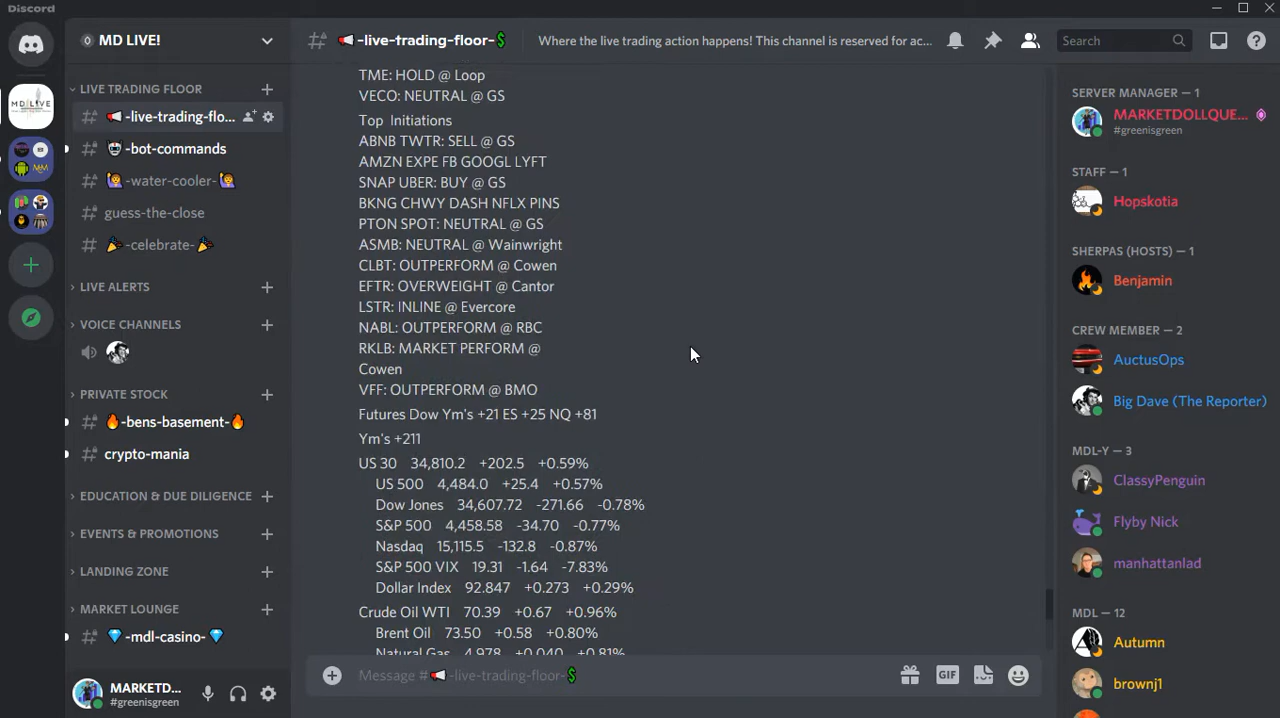 Discord
MD LIVE!
-live-trading-floor-
Where the live trading action happens! This channel is reserved for ac...
Search
LIVE TRADING FLOOR
-live-trading-flo...
-bot-commands
-water-cooler-
guess-the-close
-celebrate-
LIVE ALERTS
VOICE CHANNELS
PRIVATE STOCK
-bens-basement-
crypto-mania
EDUCATION & DUE DILIGENCE
EVENTS & PROMOTIONS
LANDING ZONE
MARKET LOUNGE
-mdl-casino-
MARKETD...
#greenisgreen
TME: HOLD @ Loop
VECO: NEUTRAL @ GS
Top Initiations
ABNB TWTR: SELL @ GS
AMZN EXPE FB GOOGL LYFT
SNAP UBER: BUY @ GS
BKNG CHWY DASH NFLX PINS
PTON SPOT: NEUTRAL @ GS
ASMB: NEUTRAL @ Wainwright
CLBT: OUTPERFORM @ Cowen
EFTR: OVERWEIGHT @ Cantor
LSTR: INLINE @ Evercore
NABL: OUTPERFORM @ RBC
RKLB: MARKET PERFORM @
Cowen
VFF: OUTPERFORM @ BMO
Futures Dow Ym's +21 ES +25 NQ +81
Ym's +211
US 30 34,810.2 +202.5 +0.59%
US 500 4,484.0 +25.4 +0.57%
Dow Jones 34,607.72 -271.66 -0.78%
S&P 500 4,458.58 -34.70 -0.77%
Nasdaq 15,115.5 -132.8 -0.87%
S&P 500 VIX 19.31 -1.64 -7.83%
Dollar Index 92.847 +0.273 +0.29%
Crude Oil WTI 70.39 +0.67 +0.96%
Brent Oil 73.50 +0.58 +0.80%
Natural Gas 4.978 +0.040 +0.81%
Message # -live-trading-floor-
GIF
SERVER MANAGER — 1
MARKETDOLLQUE...
#greenisgreen
STAFF — 1
Hopskotia
SHERPAS (HOSTS) — 1
Benjamin
CREW MEMBER — 2
AuctusOps
Big Dave (The Reporter)
MDL-Y — 3
ClassyPenguin
Flyby Nick
manhattanlad
MDL — 12
Autumn
brownj1